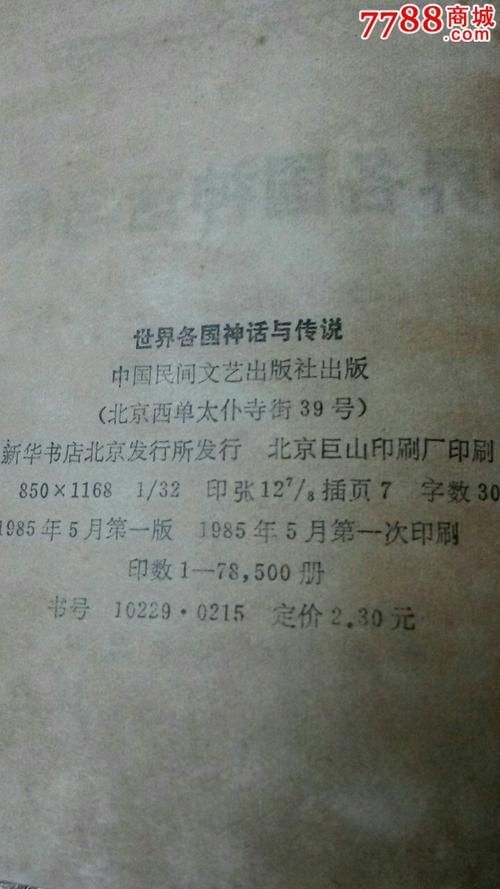 7788商城
世界各国神话与传说
中国民间文艺出版社出版
（北京西单太仆寺街39号）
新华书店北京发行所发行 北京巨山印刷厂印刷
850×1168 1/32 印张12⁷/₈ 插页7 字数30
1985年5月第一版 1985年5月第一次印刷
印数1—78,500册
书号 10229·0215 定价2.30元